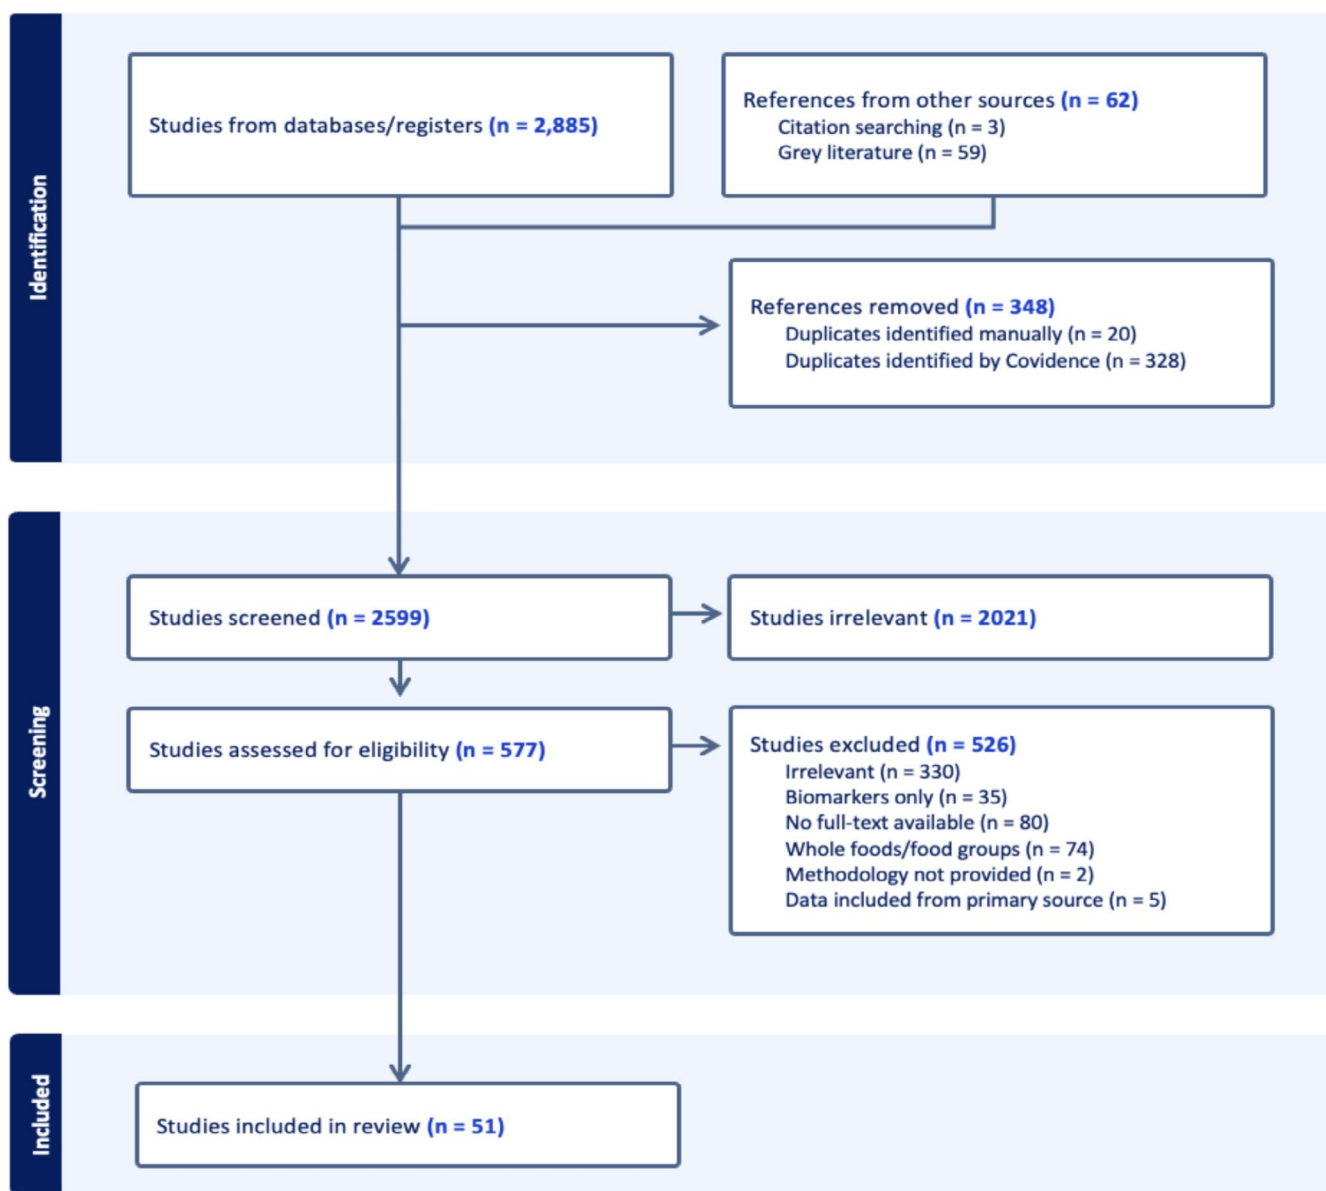 Identification
Studies from databases/registers (n = 2,885)
References from other sources (n = 62)
Citation searching (n = 3)
Grey literature (n = 59)
References removed (n = 348)
Duplicates identified manually (n = 20)
Duplicates identified by Covidence (n = 328)
Screening
Studies screened (n = 2599)
Studies irrelevant (n = 2021)
Studies assessed for eligibility (n = 577)
Studies excluded (n = 526)
Irrelevant (n = 330)
Biomarkers only (n = 35)
No full-text available (n = 80)
Whole foods/food groups (n = 74)
Methodology not provided (n = 2)
Data included from primary source (n = 5)
Included
Studies included in review (n = 51)